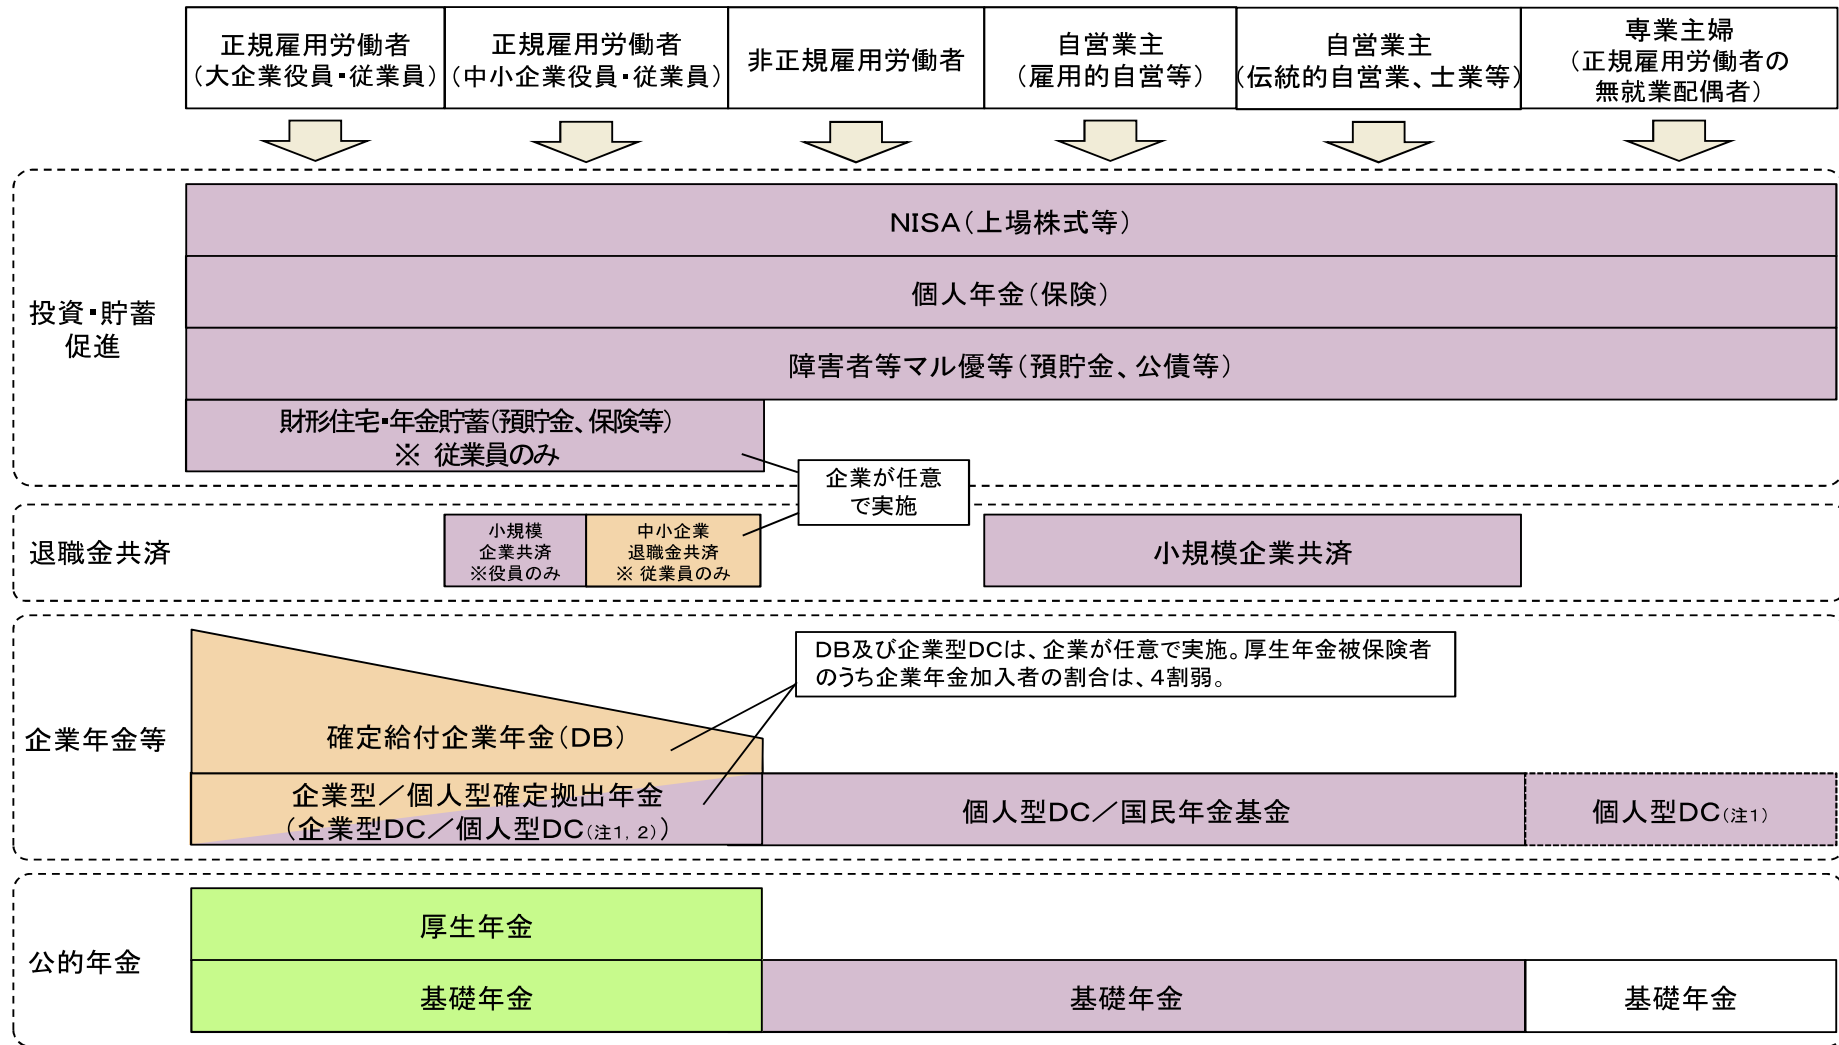 正規雇用労働者
（大企業役員・従業員）
正規雇用労働者
（中小企業役員・従業員）
非正規雇用労働者
自営業主
（雇用的自営等）
自営業主
（伝統的自営業、士業等）
専業主婦
（正規雇用労働者の
無就業配偶者）
投資・貯蓄
促進
NISA（上場株式等）
個人年金（保険）
障害者等マル優等（預貯金、公債等）
財形住宅・年金貯蓄（預貯金、保険等）
※ 従業員のみ
企業が任意
で実施
退職金共済
小規模
企業共済
※役員のみ
中小企業
退職金共済
※ 従業員のみ
小規模企業共済
企業年金等
DB及び企業型DCは、企業が任意で実施。厚生年金被保険者
のうち企業年金加入者の割合は、４割弱。
確定給付企業年金（DB）
企業型／個人型確定拠出年金
（企業型DC／個人型DC（注１，２））
個人型DC／国民年金基金
個人型DC（注１）
公的年金
厚生年金
基礎年金
基礎年金
基礎年金